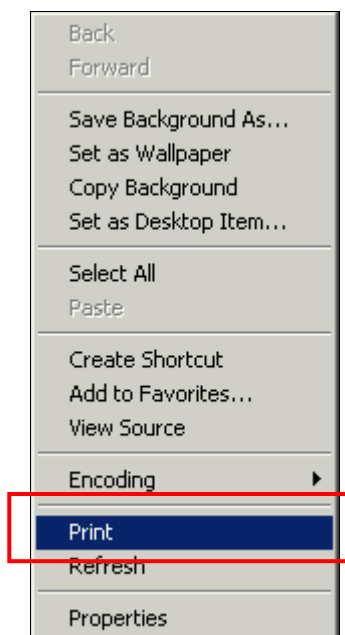 Back
Forward
Save Background As...
Set as Wallpaper
Copy Background
Set as Desktop Item...
Select All
Paste
Create Shortcut
Add to Favorites...
View Source
Encoding
Print
Refresh
Properties